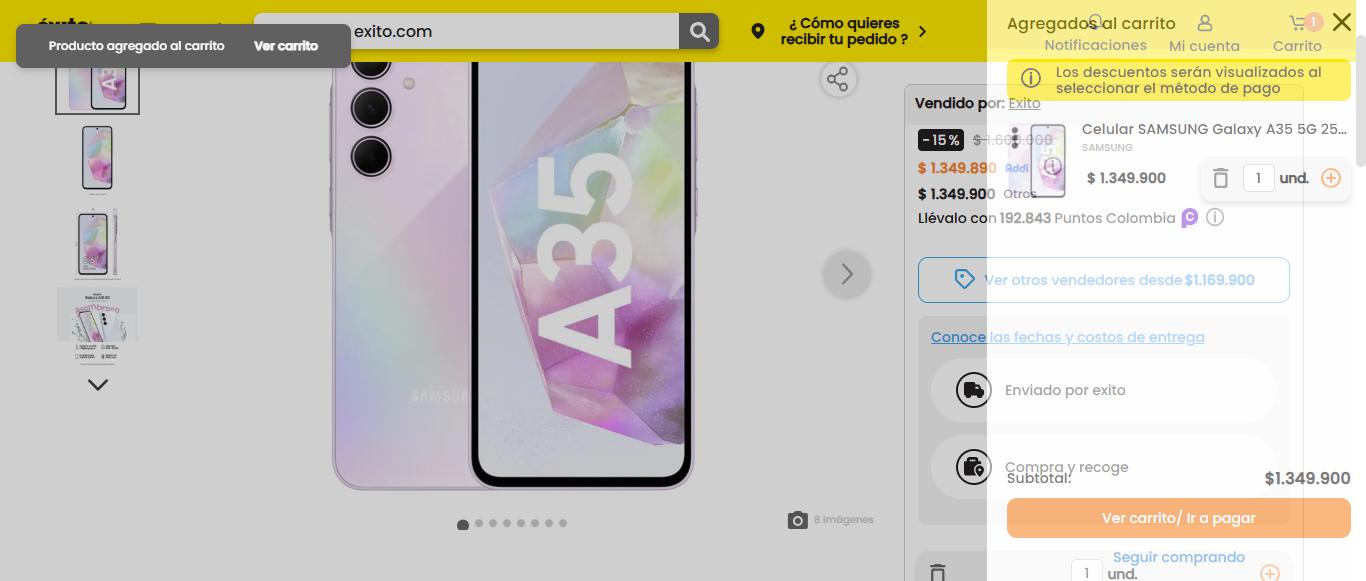 éxito
exito.com
¿ Cómo quieres
recibir tu pedido ?
Producto agregado al carrito
Ver carrito
Agregados al carrito
Notificaciones
Mi cuenta
1
Carrito
Los descuentos serán visualizados al
seleccionar el método de pago
Vendido por: Exito
-15%
$ 1.600.000
$ 1.349.890
Addi
$ 1.349.900
Otros
Celular SAMSUNG Galaxy A35 5G 25...
SAMSUNG
$ 1.349.900
1
und.
Llévalo con 192.843 Puntos Colombia
Ver otros vendedores desde $1.169.900
Conoce las fechas y costos de entrega
Enviado por exito
Compra y recoge
Subtotal:
$1.349.900
Ver carrito/ Ir a pagar
Seguir comprando
1
und.
A35
A35
SAMSUNG
8 Imágenes